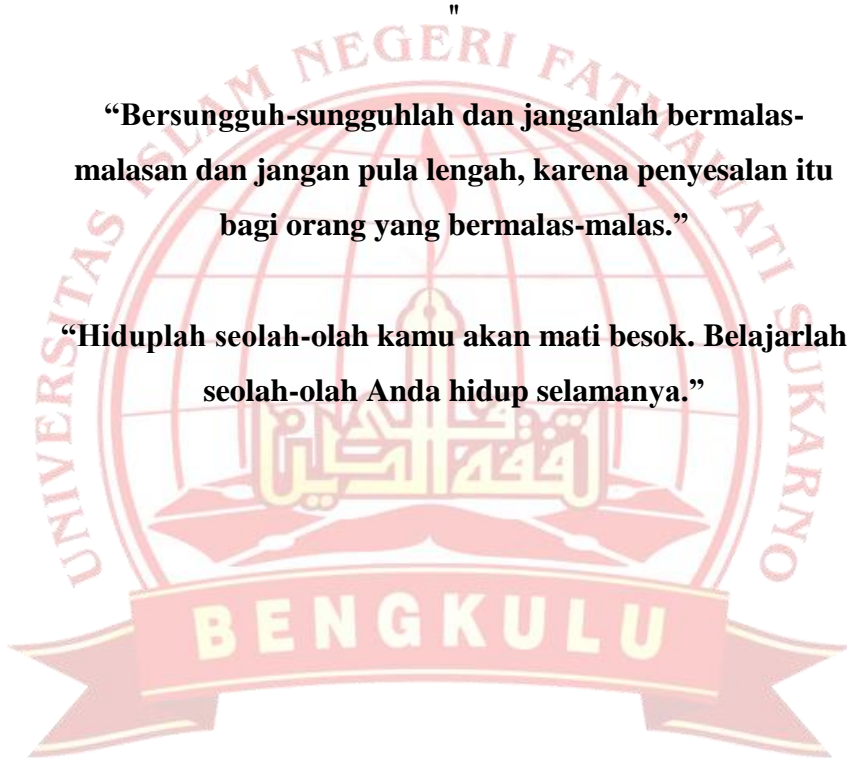 "
UNIVERSITAS ISLAM NEGERI FATMAWATI SUKARNO
“Bersungguh-sungguhlah dan janganlah bermalas-
malasan dan jangan pula lengah, karena penyesalan itu
bagi orang yang bermalas-malas.”
“Hiduplah seolah-olah kamu akan mati besok. Belajarlah
seolah-olah Anda hidup selamanya.”
BENGKULU